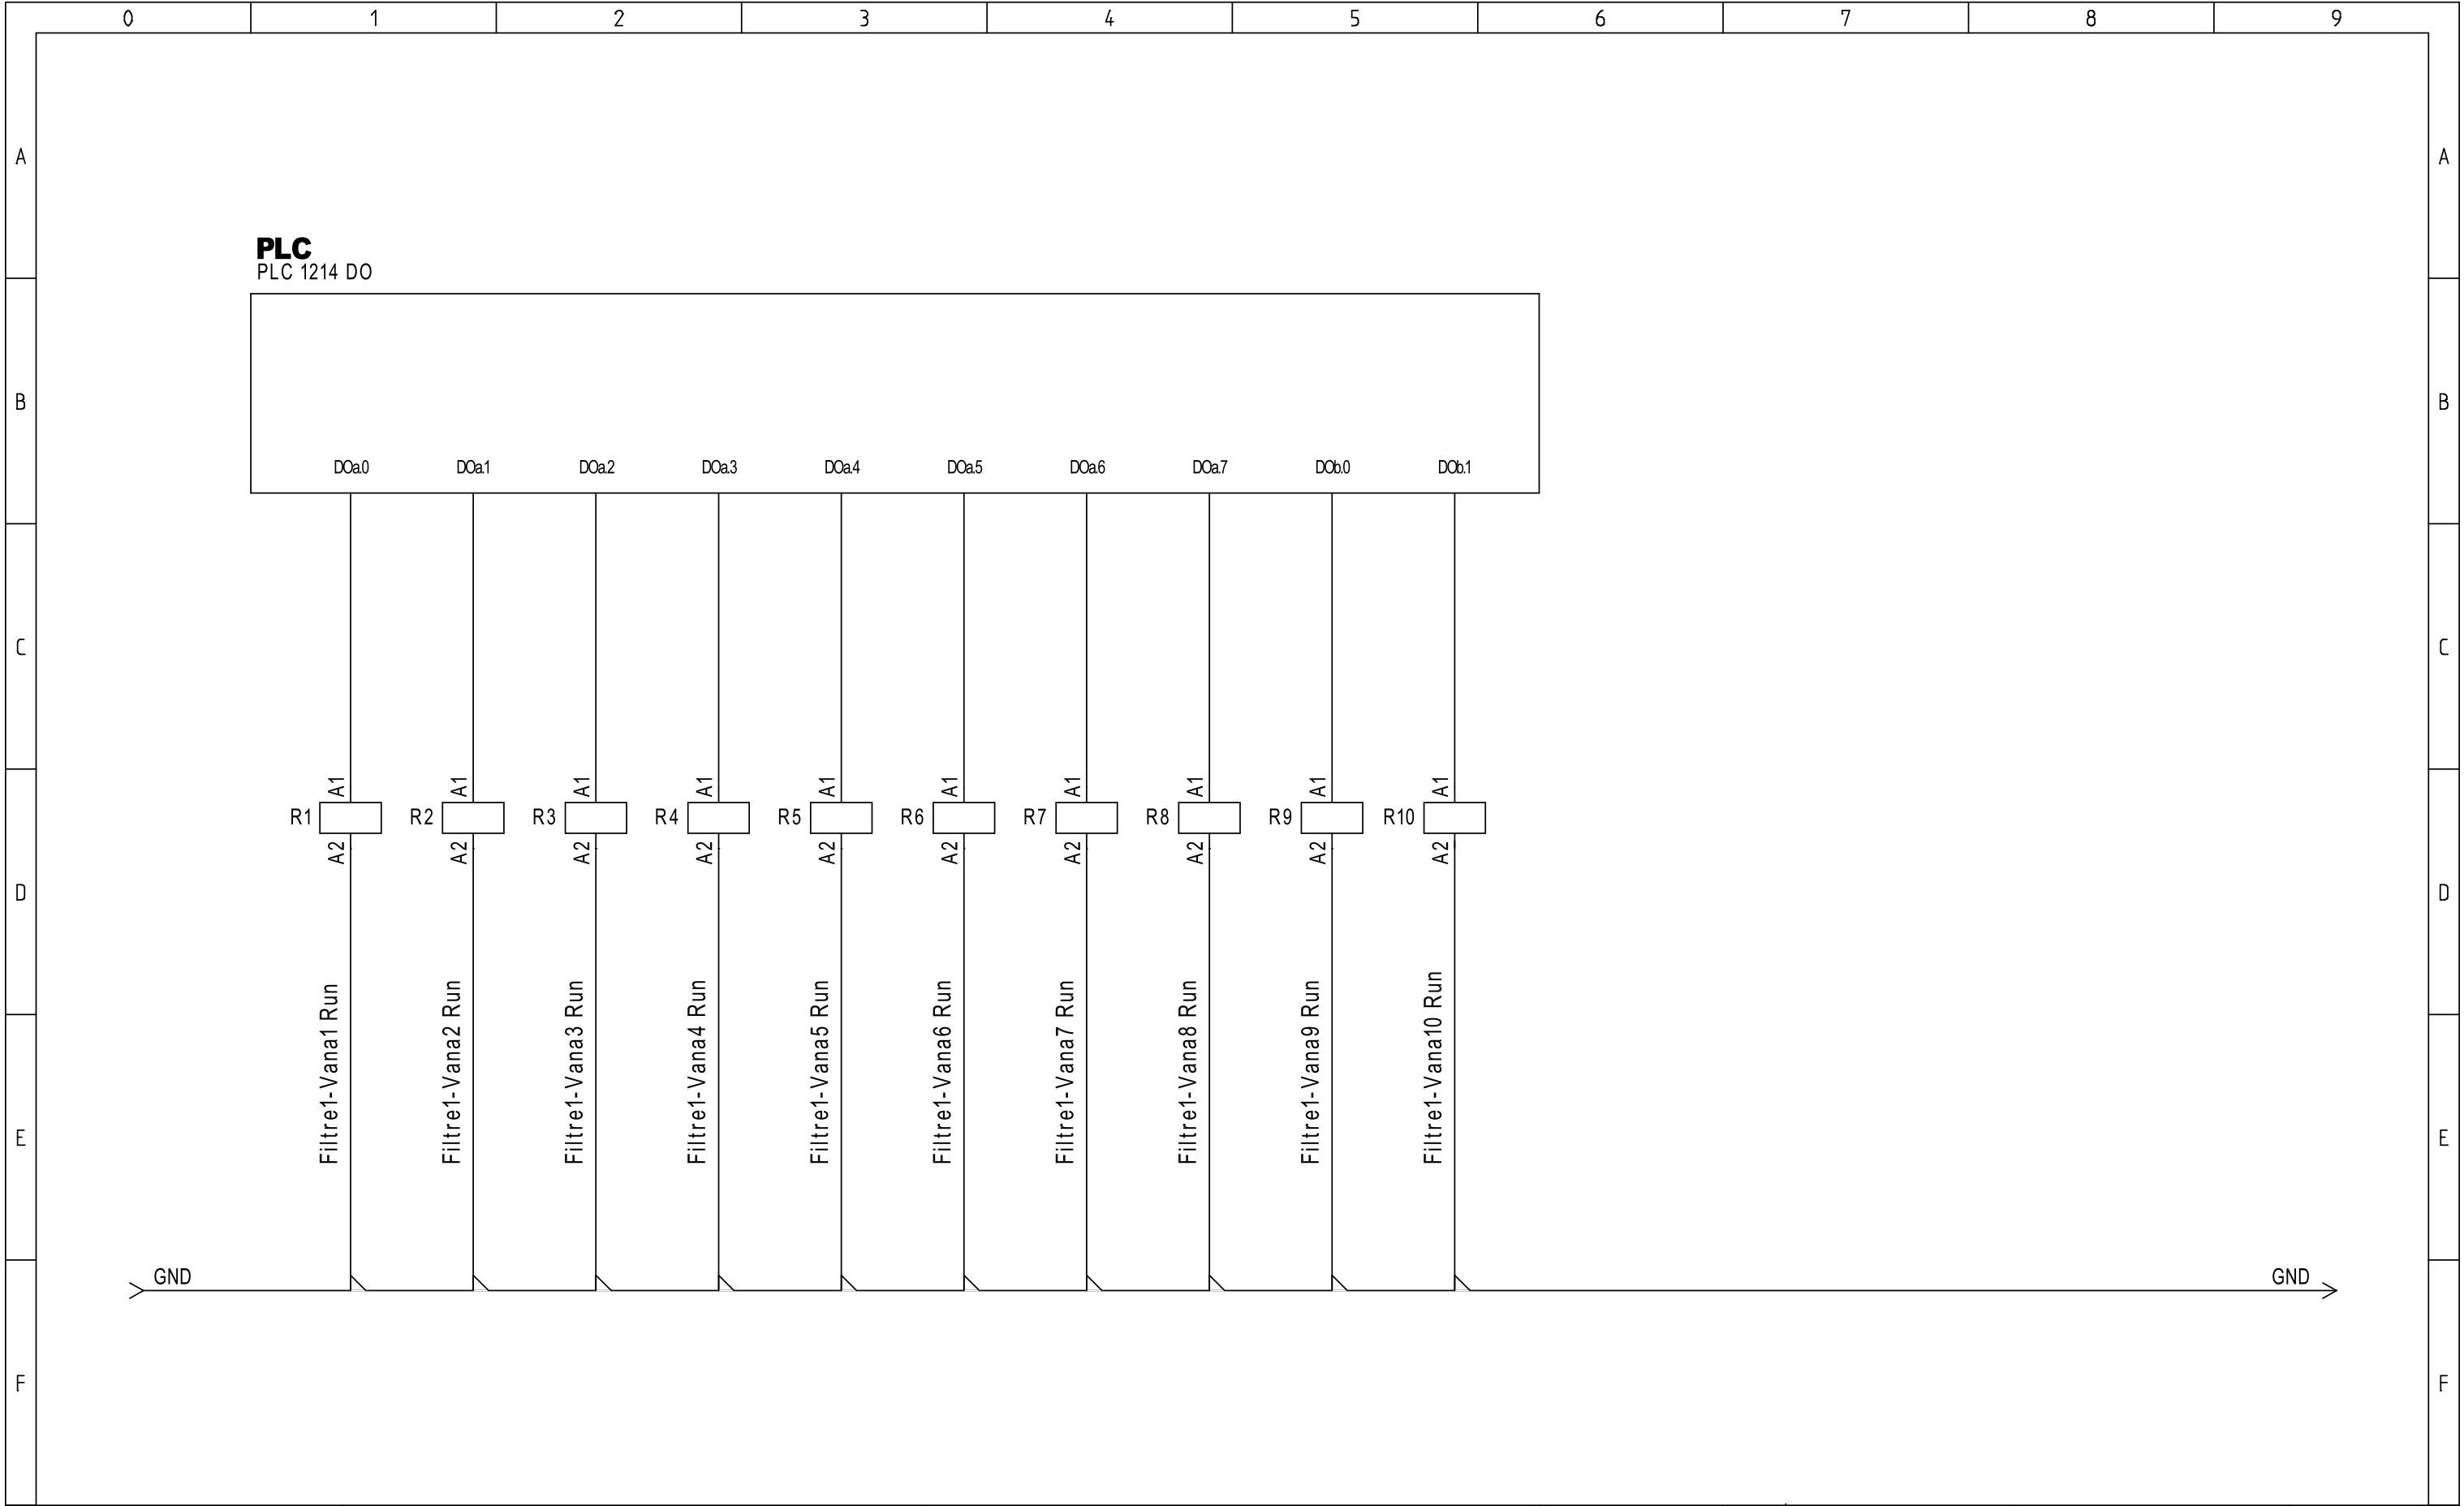 0 1 2 3 4 5 6 7 8 9
A A
PLC
PLC 1214 DO
B B
DOa.0 DOa.1 DOa.2 DOa.3 DOa.4 DOa.5 DOa.6 DOa.7 DOb.0 DOb.1
C C
A1 A1 A1 A1 A1 A1 A1 A1 A1 A1
R1 R2 R3 R4 R5 R6 R7 R8 R9 R10
A2 A2 A2 A2 A2 A2 A2 A2 A2 A2
D D
Filtre1-Vana1 Run
Filtre1-Vana2 Run
Filtre1-Vana3 Run
Filtre1-Vana4 Run
Filtre1-Vana5 Run
Filtre1-Vana6 Run
Filtre1-Vana7 Run
Filtre1-Vana8 Run
Filtre1-Vana9 Run
Filtre1-Vana10 Run
E E
GND GND
F F